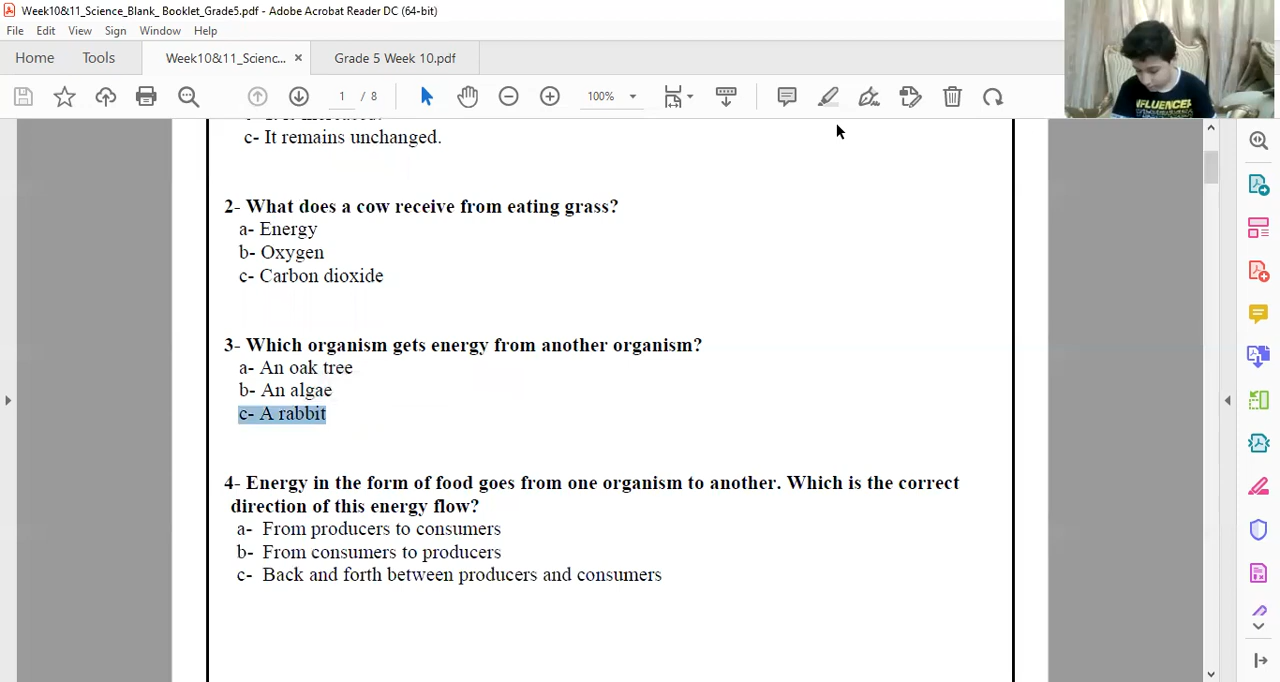 Week10&11_Science_Blank_ Booklet_Grade5.pdf - Adobe Acrobat Reader DC (64-bit)
File Edit View Sign Window Help
Home Tools Week10&11_Scienc... × Grade 5 Week 10.pdf
1 / 8 100%
c- It remains unchanged.
2- What does a cow receive from eating grass?
a- Energy
b- Oxygen
c- Carbon dioxide
3- Which organism gets energy from another organism?
a- An oak tree
b- An algae
c- A rabbit
4- Energy in the form of food goes from one organism to another. Which is the correct
direction of this energy flow?
a- From producers to consumers
b- From consumers to producers
c- Back and forth between producers and consumers
INFLUENCER